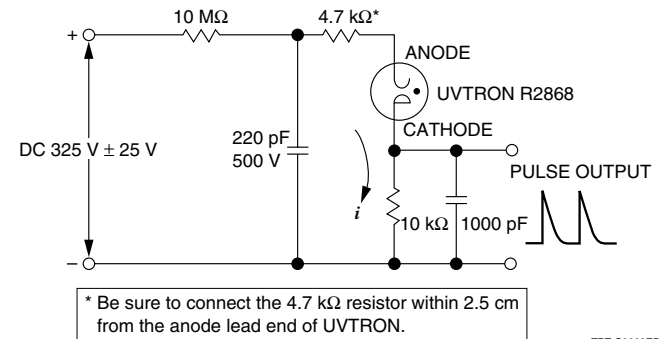 10 MΩ
4.7 kΩ*
+
ANODE
UVTRON R2868
CATHODE
DC 325 V ± 25 V
220 pF
500 V
PULSE OUTPUT
i
10 kΩ
1000 pF
−
* Be sure to connect the 4.7 kΩ resistor within 2.5 cm
from the anode lead end of UVTRON.